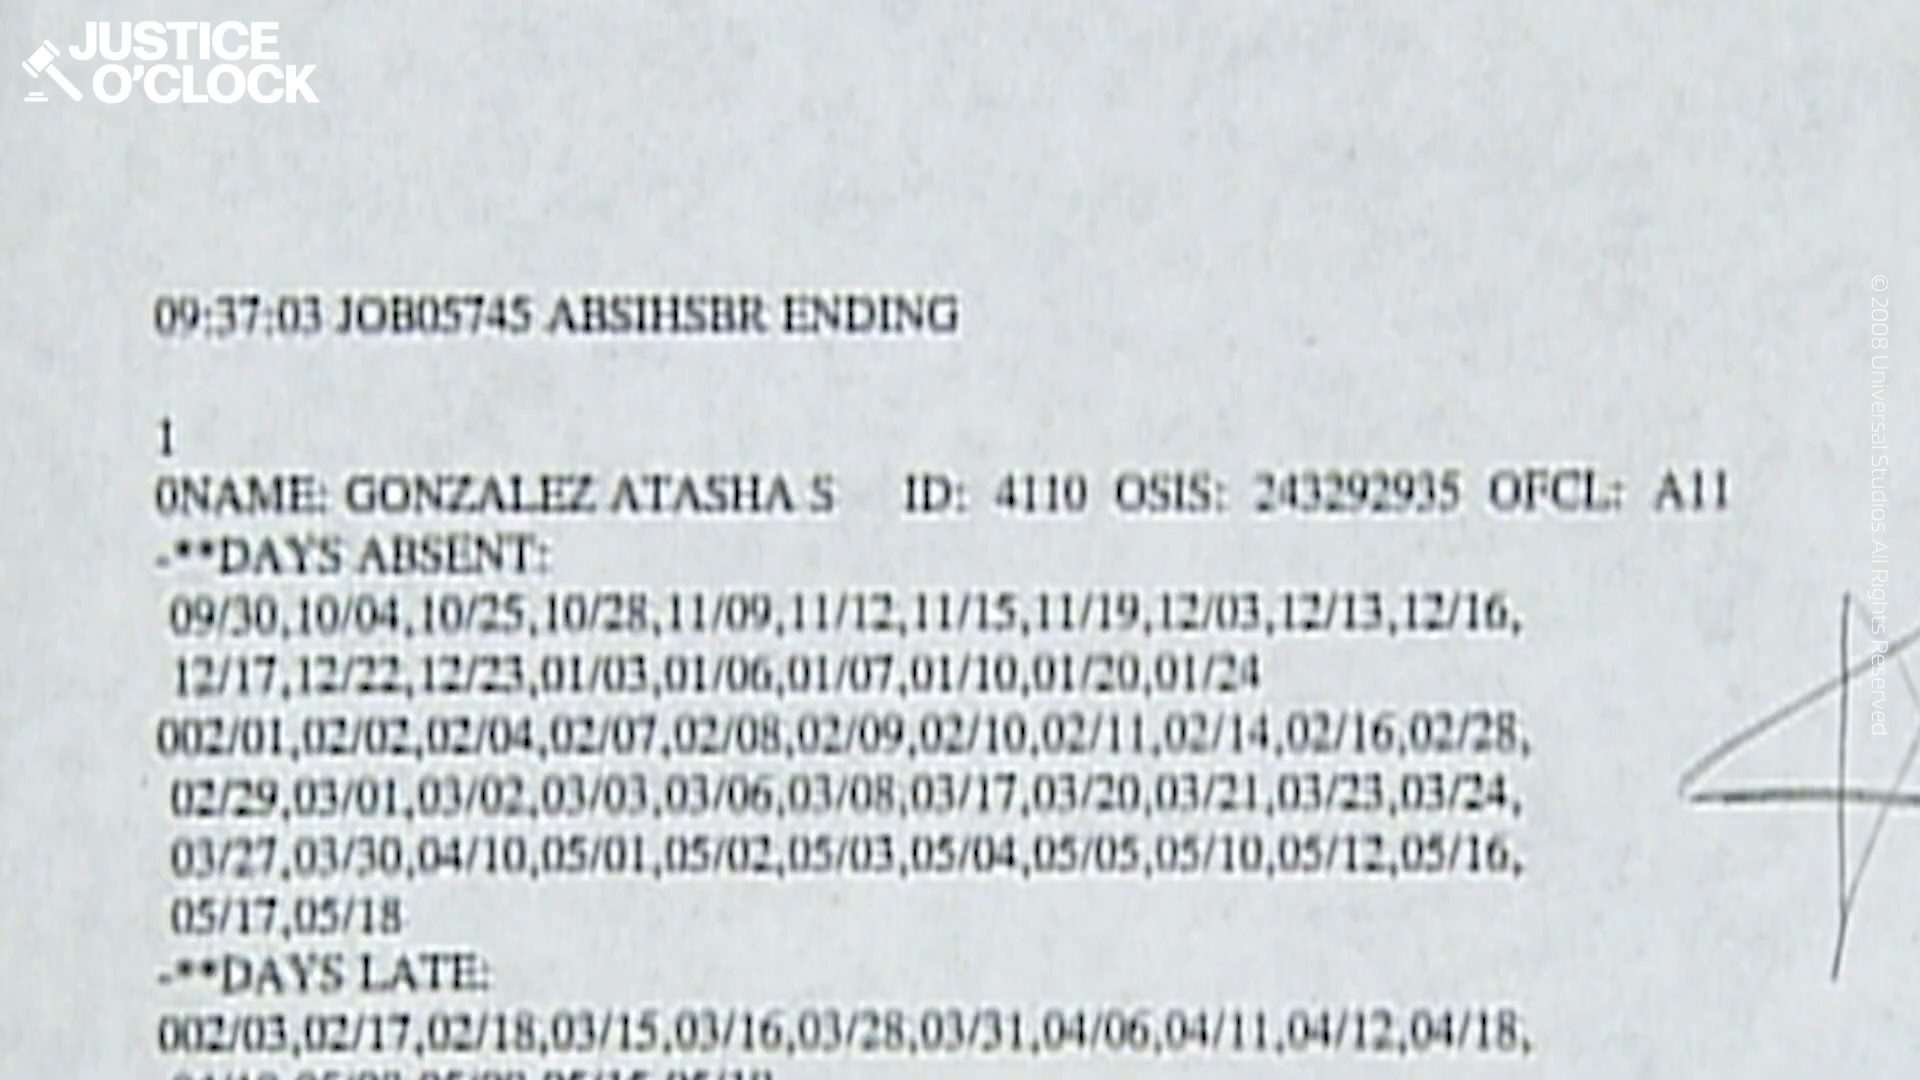 JUSTICE
O'CLOCK
09:37:03 JOB05745 ABSIHSBR ENDING
1
0NAME: GONZALEZ ATASHA S ID: 4110 OSIS: 243292935 OFCL: A11
-**DAYS ABSENT:
09/30,10/04,10/25,10/28,11/09,11/12,11/15,11/19,12/03,12/13,12/16,
12/17,12/22,12/23,01/03,01/06,01/07,01/10,01/20,01/24
002/01,02/02,02/04,02/07,02/08,02/09,02/10,02/11,02/14,02/16,02/28,
02/29,03/01,03/02,03/03,03/06,03/08,03/17,03/20,03/21,03/23,03/24,
03/27,03/30,04/10,05/01,05/02,05/03,05/04,05/05,05/10,05/12,05/16,
05/17,05/18
-**DAYS LATE:
002/03,02/17,02/18,03/15,03/16,03/28,03/31,04/06,04/11,04/12,04/18,
©2008 Universal Studios All Rights Reserved